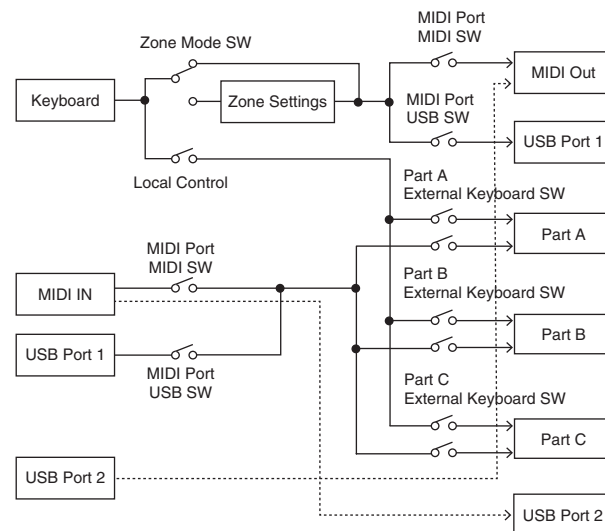 Zone Mode SW
MIDI Port
MIDI SW
Keyboard
Zone Settings
MIDI Out
MIDI Port
USB SW
USB Port 1
Local Control
Part A
External Keyboard SW
Part A
MIDI Port
MIDI SW
MIDI IN
Part B
External Keyboard SW
Part B
USB Port 1
MIDI Port
USB SW
Part C
External Keyboard SW
Part C
USB Port 2
USB Port 2